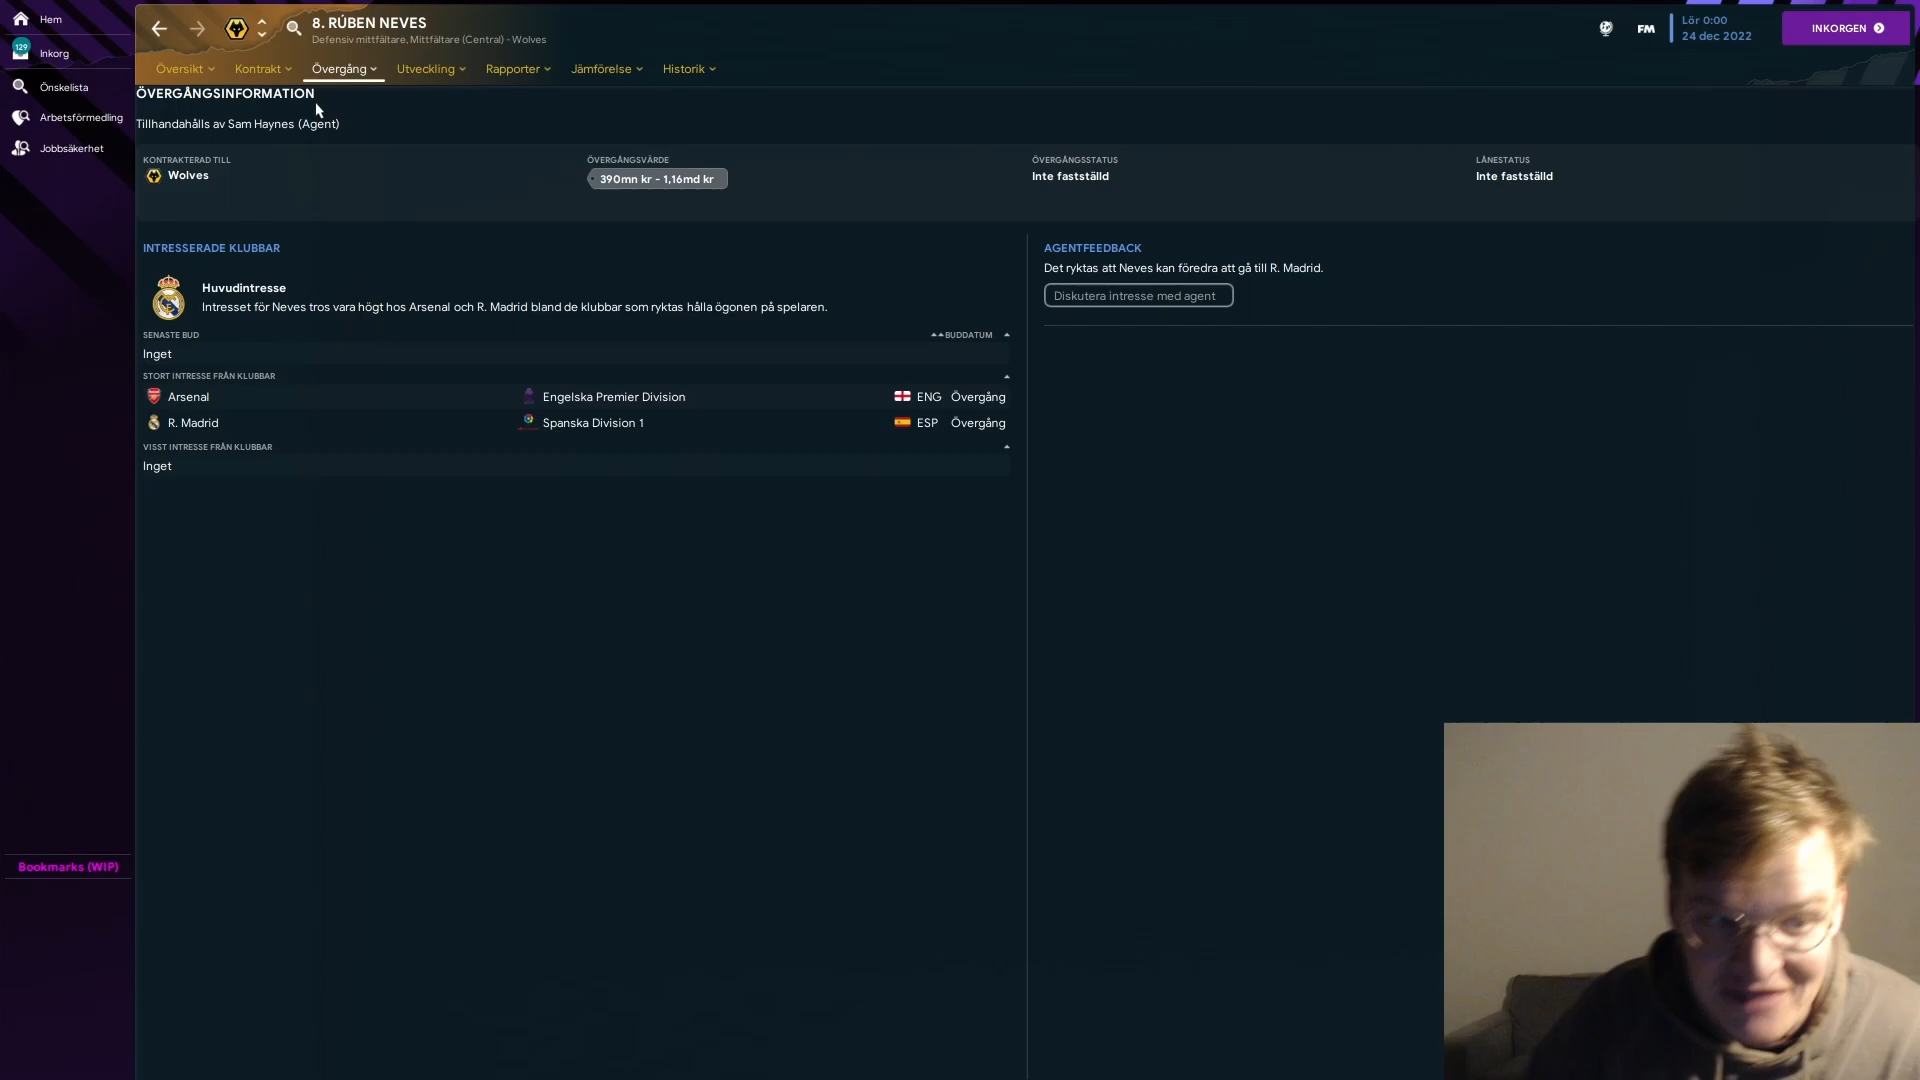 Hem
129
Inkorg
Önskelista
Arbetsförmedling
Jobbsäkerhet
Bookmarks (WIP)
8. RÚBEN NEVES
Defensiv mittfältare, Mittfältare (Central) - Wolves
FM
Lör 0:00
24 dec 2022
INKORGEN
Översikt Kontrakt Övergång Utveckling Rapporter Jämförelse Historik
ÖVERGÅNGSINFORMATION
Tillhandahålls av Sam Haynes (Agent)
KONTRAKTERAD TILL
Wolves
ÖVERGÅNGSVÄRDE
390mn kr - 1,16md kr
ÖVERGÅNGSSTATUS
Inte fastställd
LÅNESTATUS
Inte fastställd
INTRESSERADE KLUBBAR
Huvudintresse
Intresset för Neves tros vara högt hos Arsenal och R. Madrid bland de klubbar som ryktas hålla ögonen på spelaren.
SENASTE BUD BUDDATUM
Inget
STORT INTRESSE FRÅN KLUBBAR
Arsenal Engelska Premier Division ENG Övergång
R. Madrid Spanska Division 1 ESP Övergång
VISST INTRESSE FRÅN KLUBBAR
Inget
AGENTFEEDBACK
Det ryktas att Neves kan föredra att gå till R. Madrid.
Diskutera intresse med agent